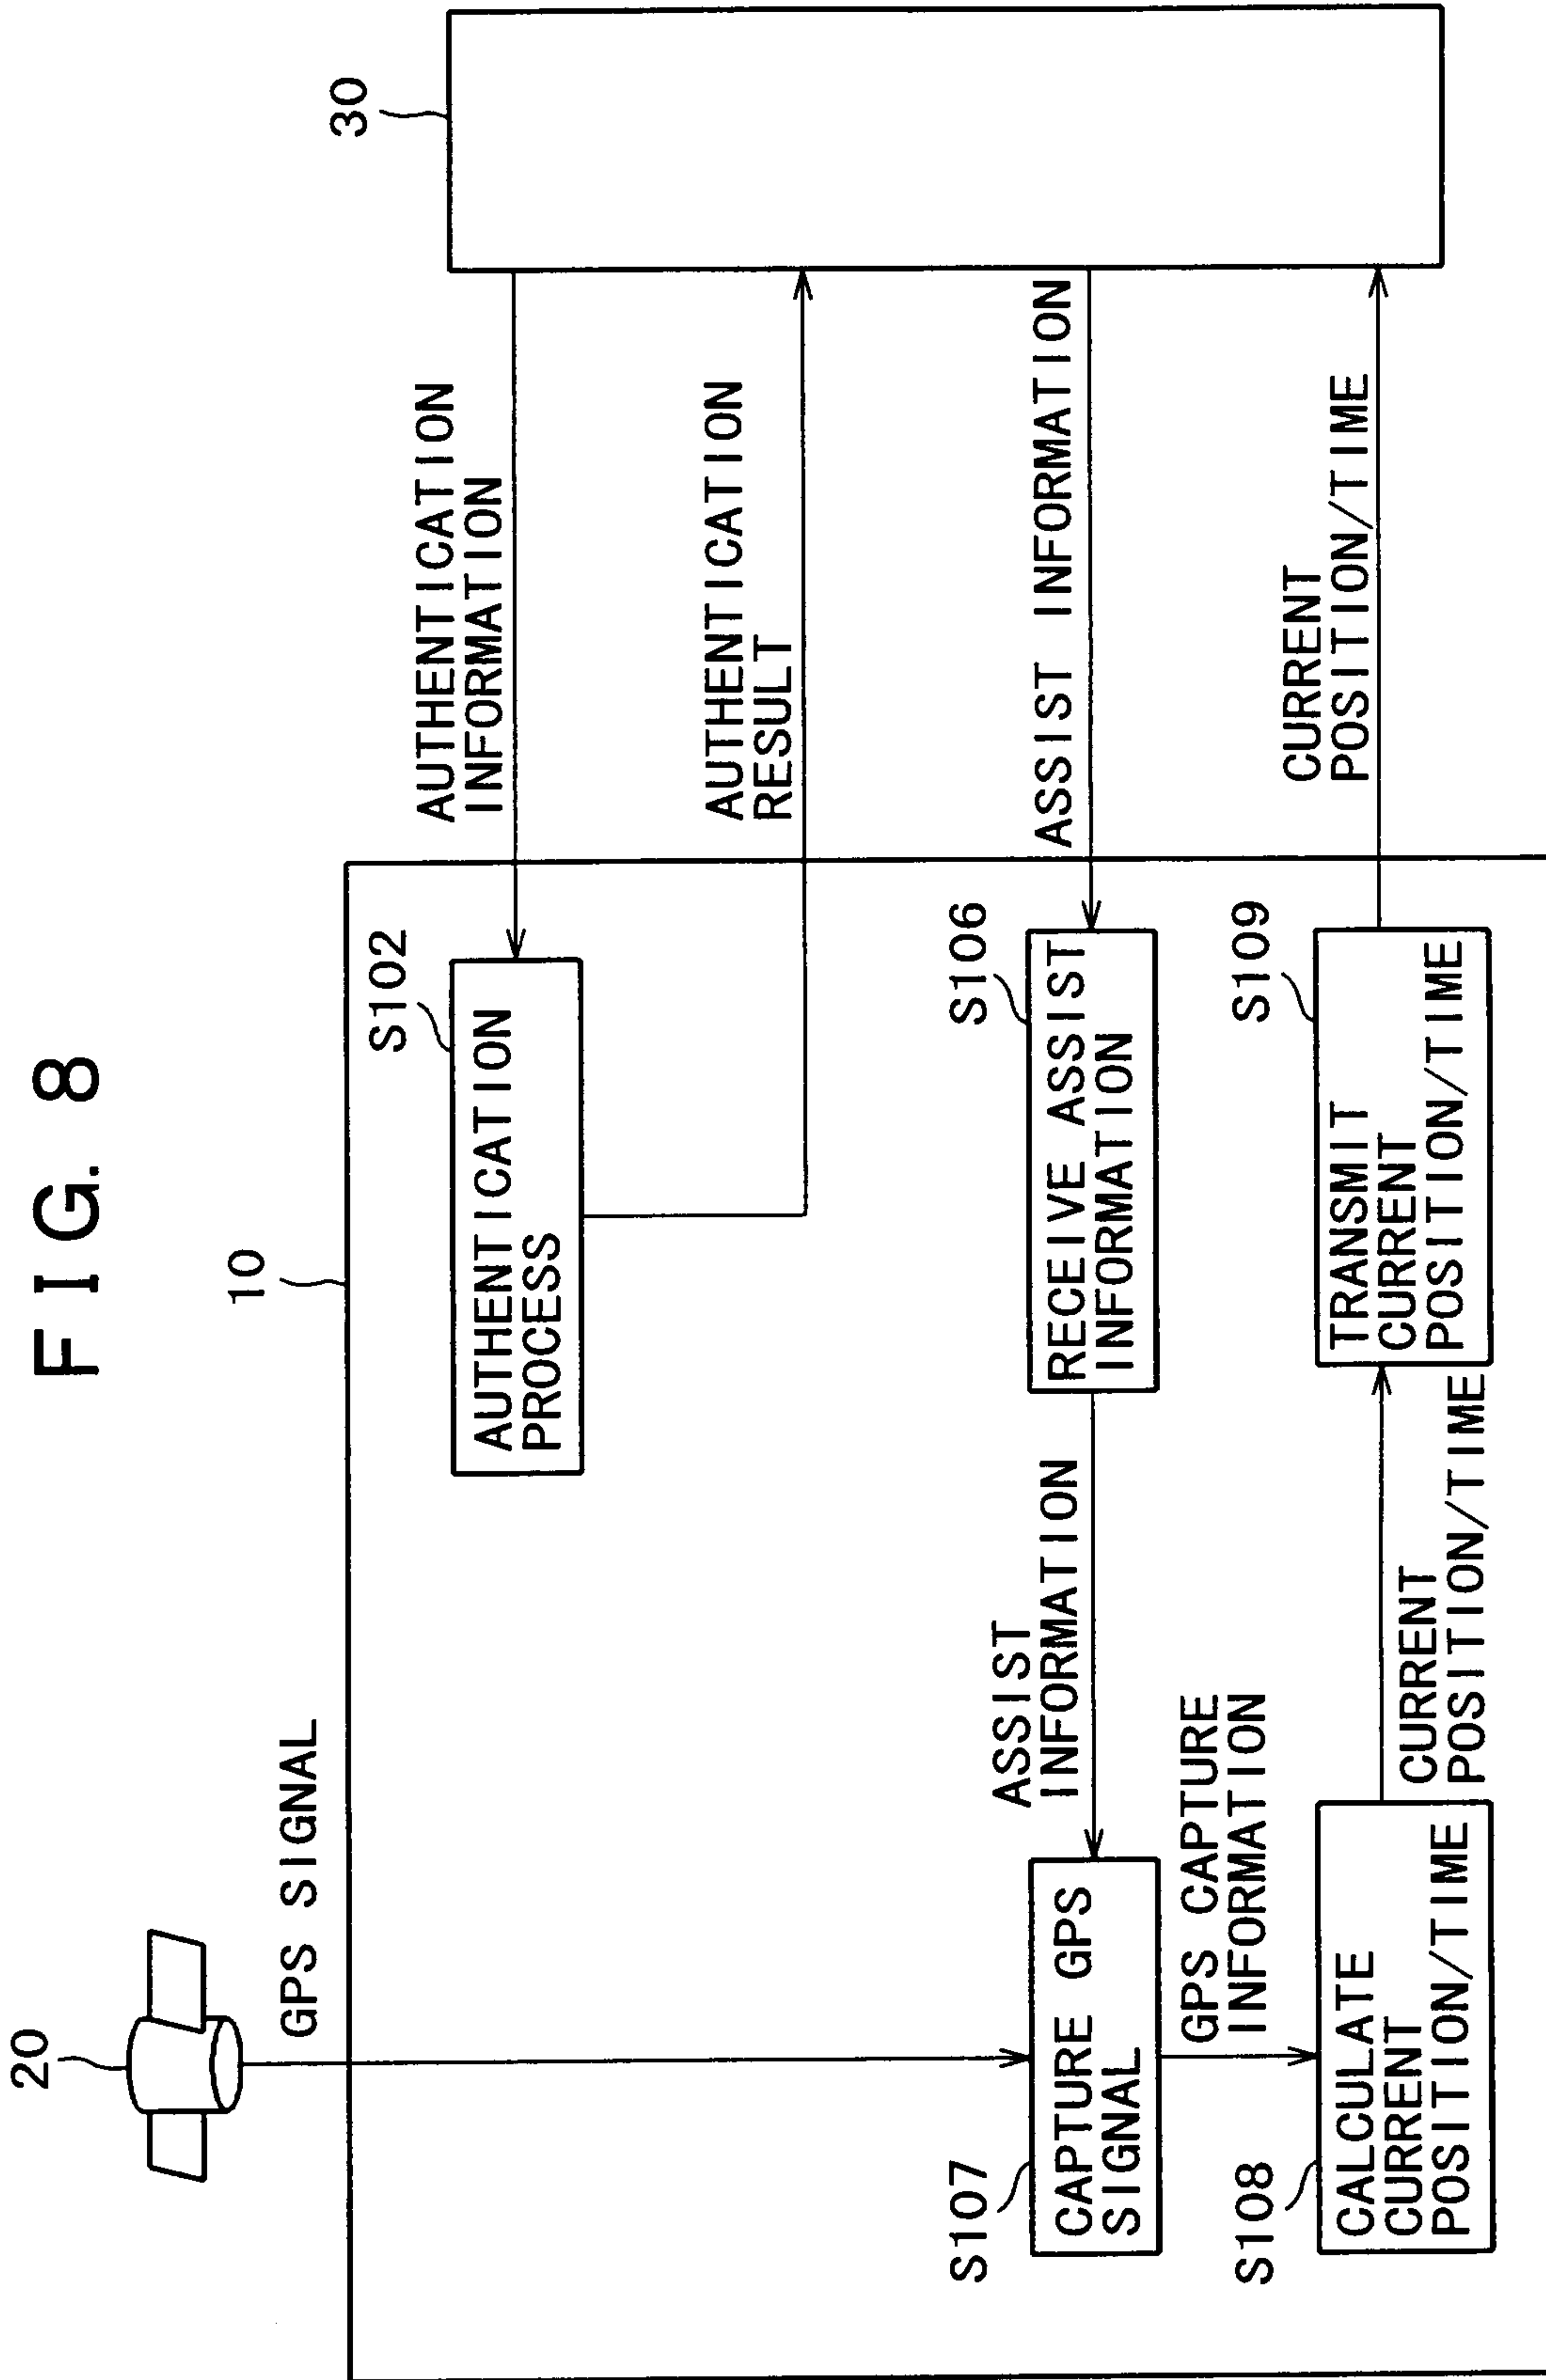 FIG. 8
20
GPS SIGNAL
10
30
S102
AUTHENTICATION
PROCESS
AUTHENTICATION
INFORMATION
AUTHENTICATION
RESULT
S107
CAPTURE GPS
SIGNAL
ASSIST
INFORMATION
S106
RECEIVE ASSIST
INFORMATION
ASSIST INFORMATION
GPS CAPTURE
INFORMATION
S108
CALCULATE
CURRENT
POSITION/TIME
CURRENT
POSITION/TIME
S109
TRANSMIT
CURRENT
POSITION/TIME
CURRENT
POSITION/TIME